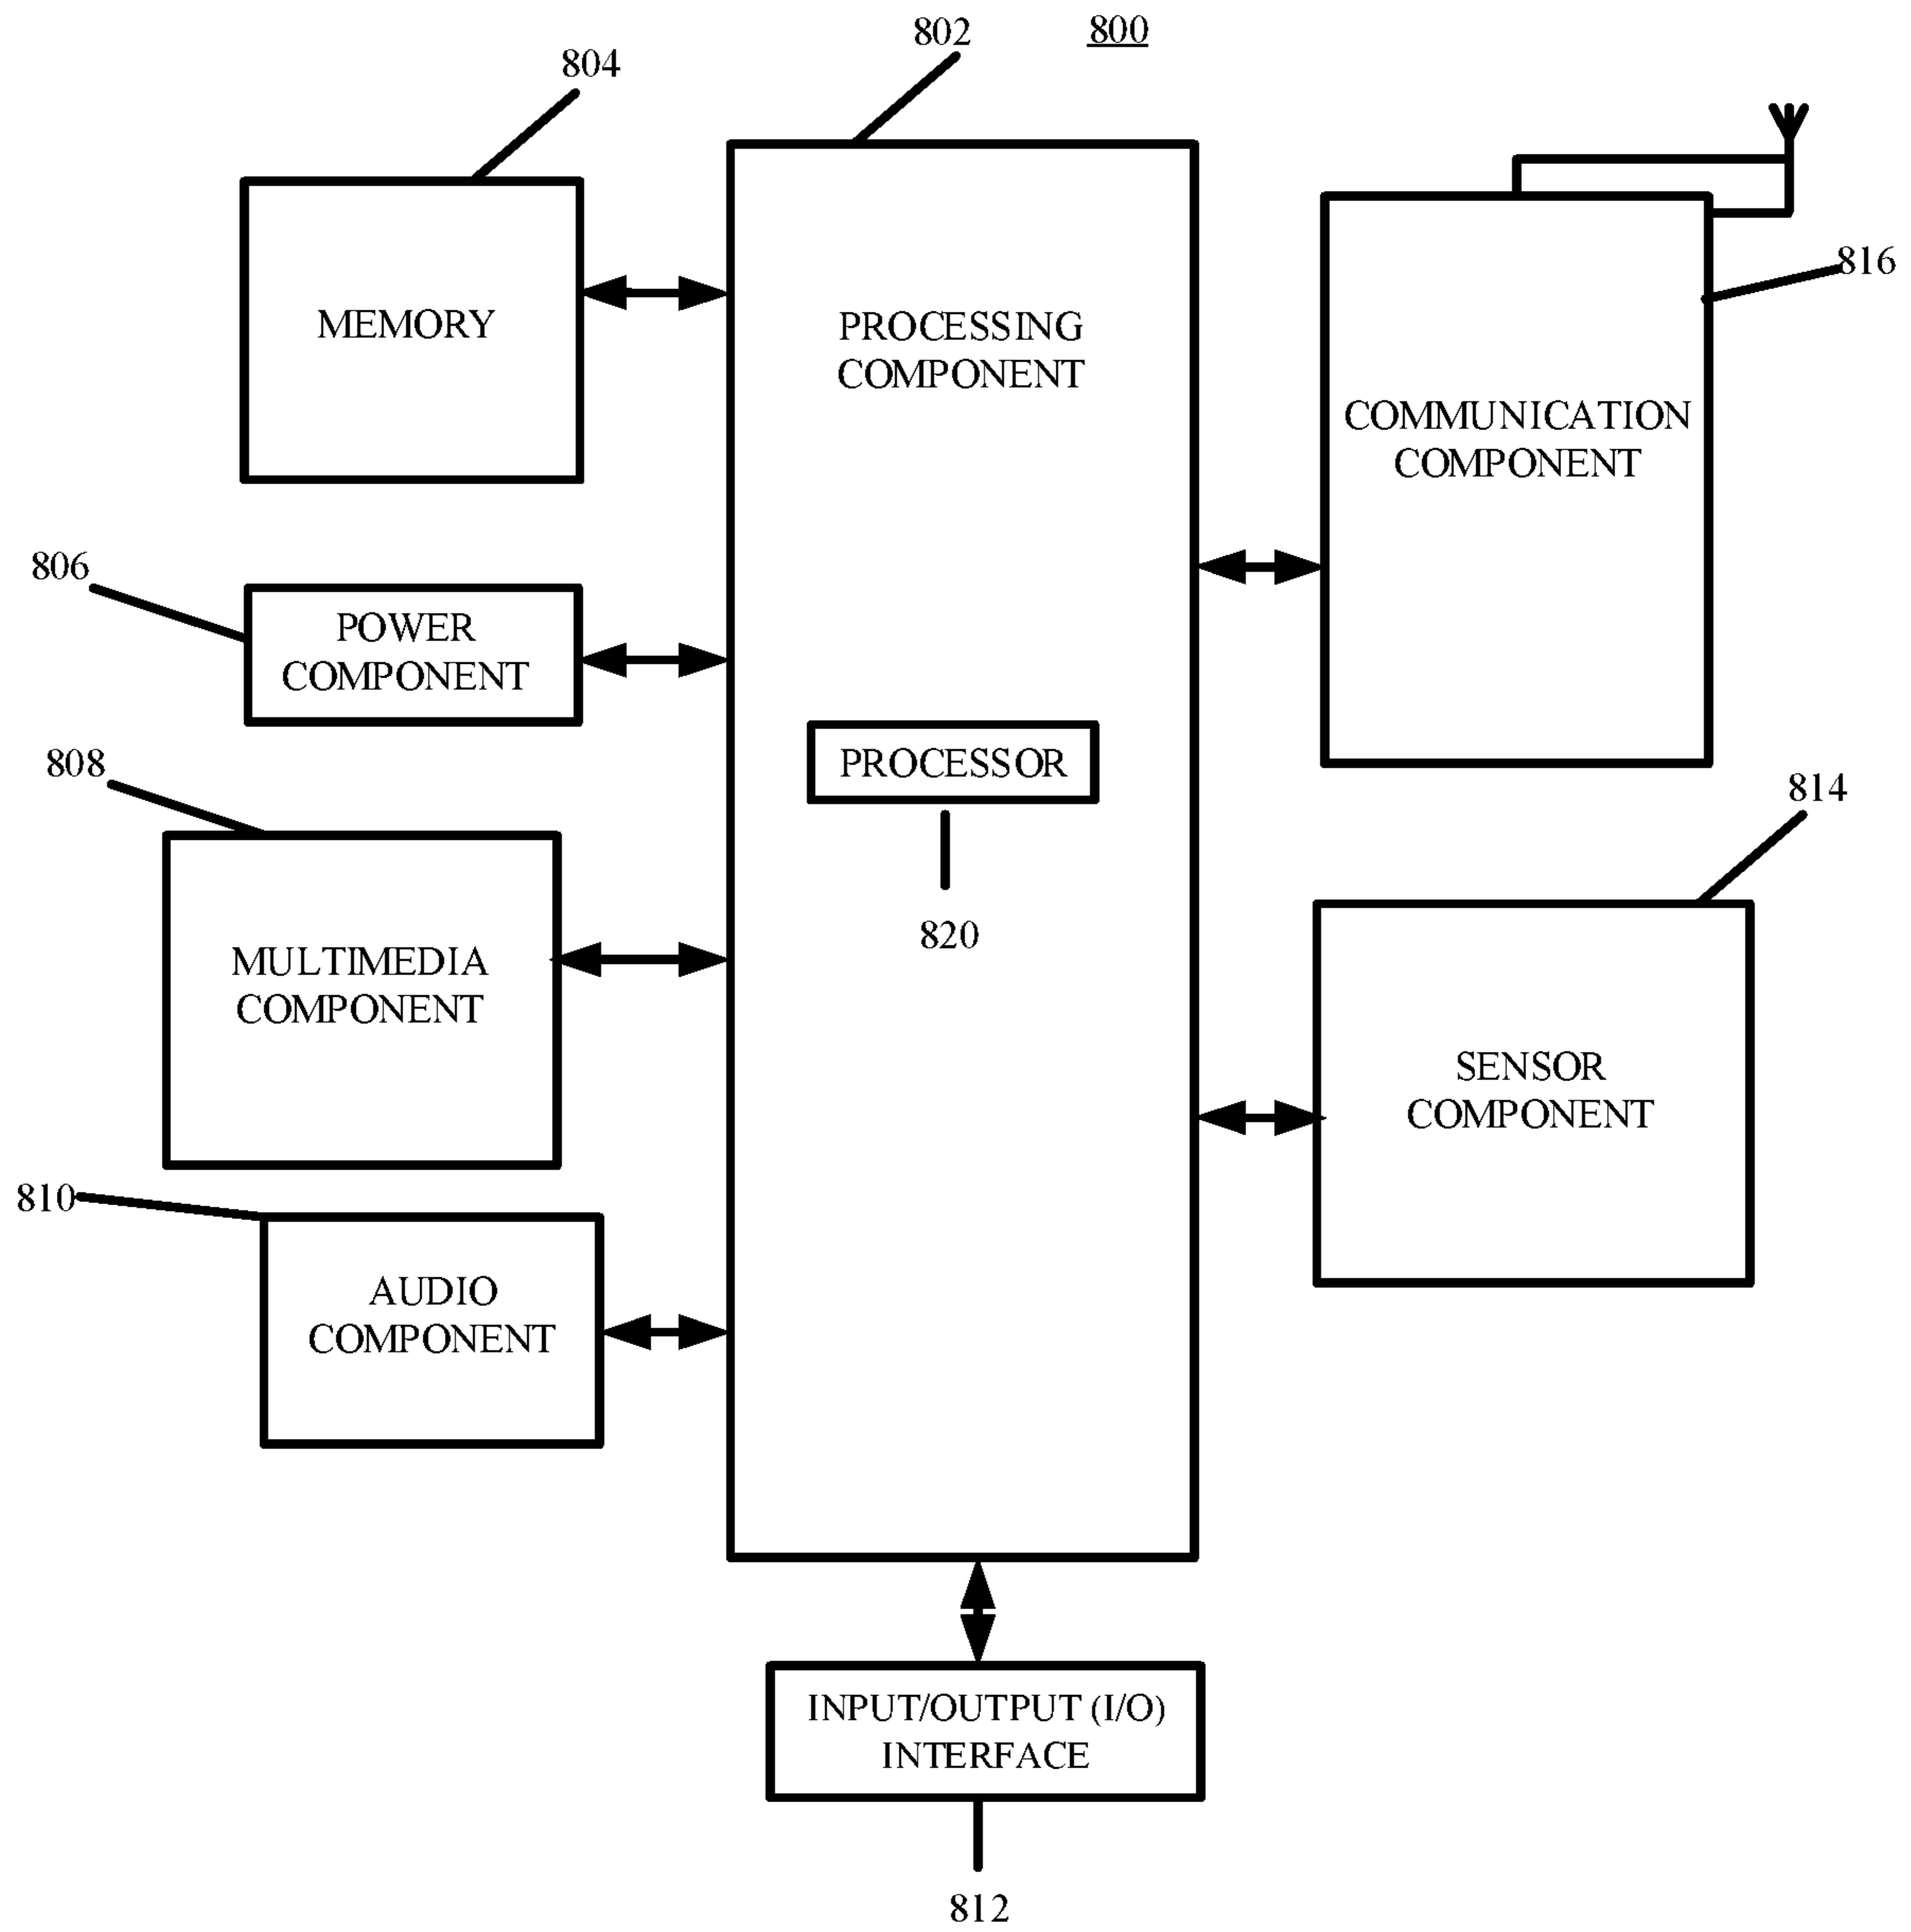 800
802
804
816
MEMORY
PROCESSING
COMPONENT
COMMUNICATION
COMPONENT
806
POWER
COMPONENT
808
PROCESSOR
820
814
MULTIMEDIA
COMPONENT
SENSOR
COMPONENT
810
AUDIO
COMPONENT
INPUT/OUTPUT (I/O)
INTERFACE
812